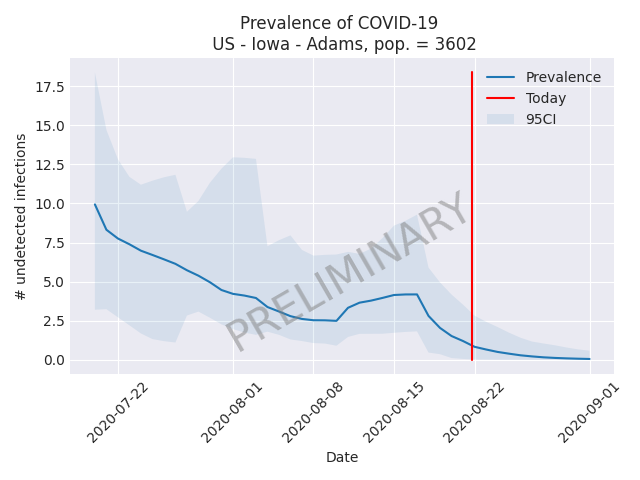 Prevalence of COVID-19
US - Iowa - Adams, pop. = 3602
17.5
15.0
12.5
10.0
7.5
5.0
2.5
0.0
# undetected infections
Prevalence
Today
95CI
PRELIMINARY
2020-07-22
2020-08-01
2020-08-08
2020-08-15
2020-08-22
2020-09-01
Date